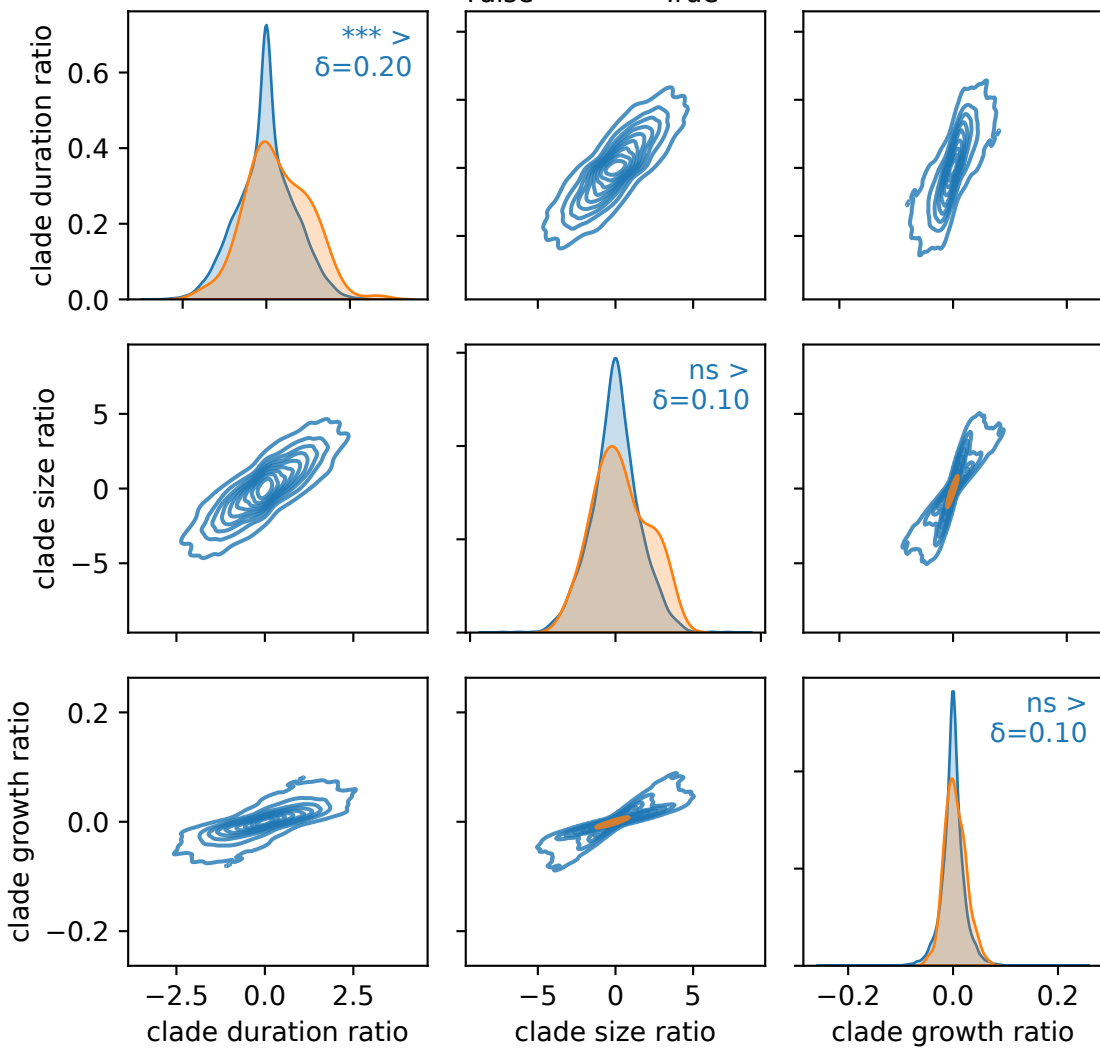 clade duration ratio
0.6
0.4
0.2
0.0
*** >
δ=0.20
clade size ratio
5
0
−5
ns >
δ=0.10
clade growth ratio
0.2
0.0
−0.2
ns >
δ=0.10
−2.5 0.0 2.5
−5 0 5
−0.2 0.0 0.2
clade duration ratio
clade size ratio
clade growth ratio